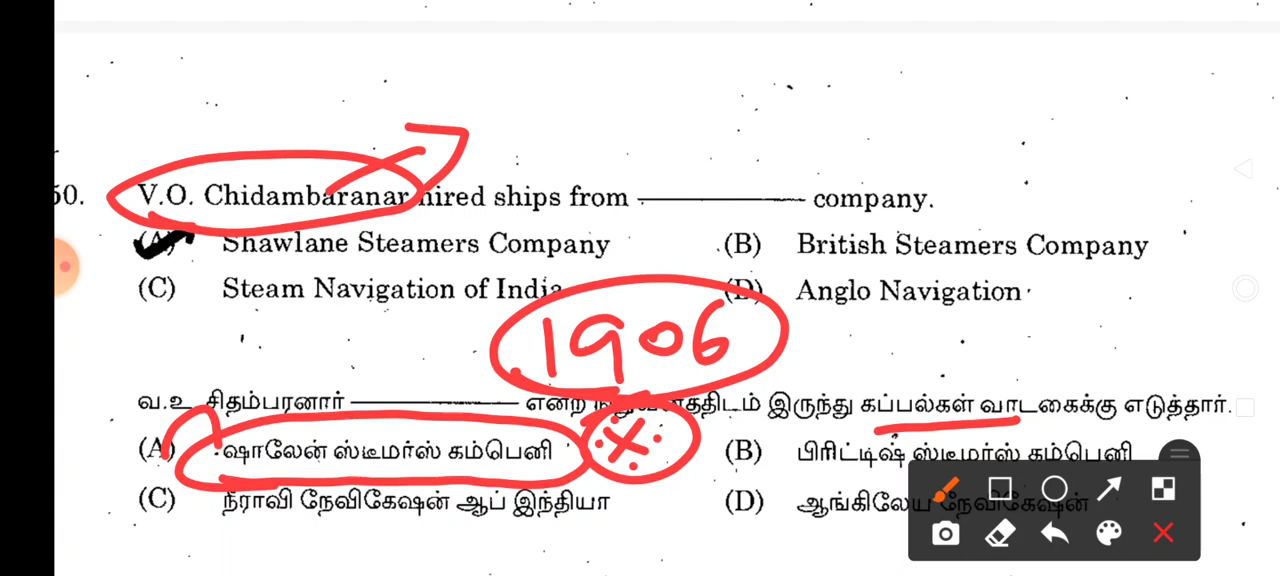 50. V.O. Chidambaranar hired ships from ———— company.
(A) Shawlane Steamers Company (B) British Steamers Company
(C) Steam Navigation of India (D) Anglo Navigation
1906
வ.உ. சிதம்பரனார் ———— என்ற நிறுவனத்திடம் இருந்து கப்பல்கள் வாடகைக்கு எடுத்தார்.
(A) ஷாலேன் ஸ்டீமர்ஸ் கம்பெனி (B) பிரிட்டிஷ் ஸ்டீமர்ஸ் கம்பெனி
(C) நீராவி நேவிகேஷன் ஆப் இந்தியா (D) ஆங்கிலேய நேவிகேஷன்